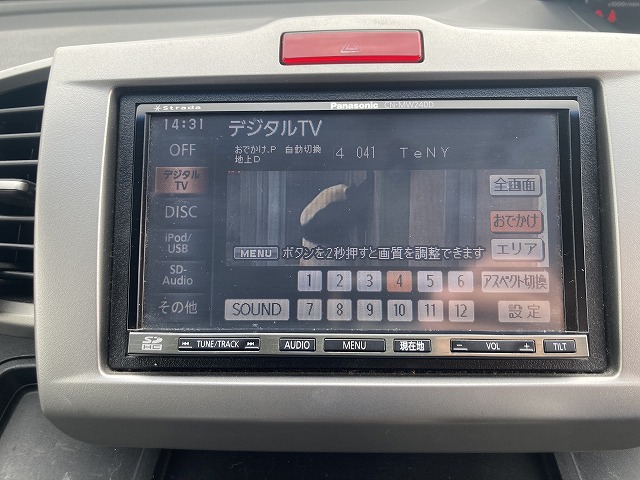 Strada
Panasonic CN-MW240D
14:31
デジタルTV
OFF
おでかけ.P 自動切換
地上D
4 041 TeNY
デジタル
TV
全画面
DISC
おでかけ
iPod/
USB
MENU ボタンを2秒押すと画質を調整できます
エリア
SD-
Audio
1 2 3 4 5 6 アスペクト切換
その他
SOUND 7 8 9 10 11 12 設定
SD
HC
TUNE/TRACK AUDIO MENU 現在地 − VOL + TILT